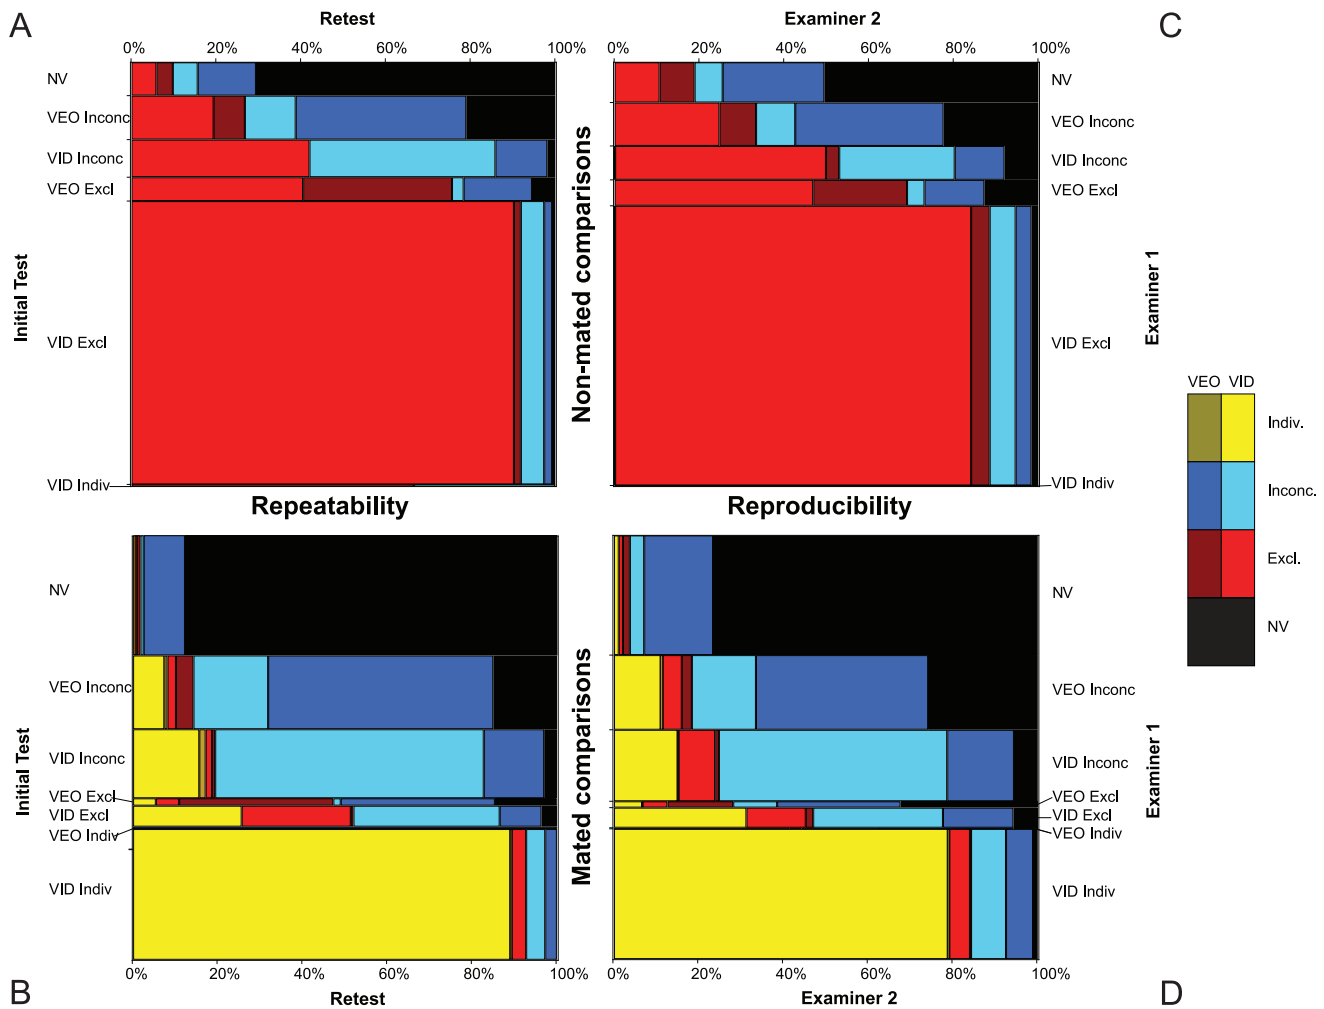 A
Retest
Examiner 2
C
0% 20% 40% 60% 80% 100%
0% 20% 40% 60% 80% 100%
NV
VEO Inconc
VID Inconc
VEO Excl
VID Excl
VID Indiv
Initial Test
Non-mated comparisons
NV
VEO Inconc
VID Inconc
VEO Excl
VID Excl
VID Indiv
Examiner 1
VEO VID
Indiv.
Inconc.
Excl.
NV
Repeatability
Reproducibility
NV
VEO Inconc
VID Inconc
VEO Excl
VID Excl
VEO Indiv
VID Indiv
Initial Test
Mated comparisons
NV
VEO Inconc
VID Inconc
VEO Excl
VID Excl
VEO Indiv
VID Indiv
Examiner 1
0% 20% 40% 60% 80% 100%
0% 20% 40% 60% 80% 100%
B
Retest
Examiner 2
D